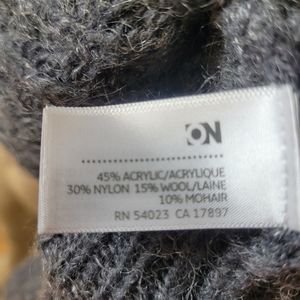 ON
45% ACRYLIC/ACRYLIQUE
30% NYLON 15% WOOL/LAINE
10% MOHAIR
RN 54023 CA 17897